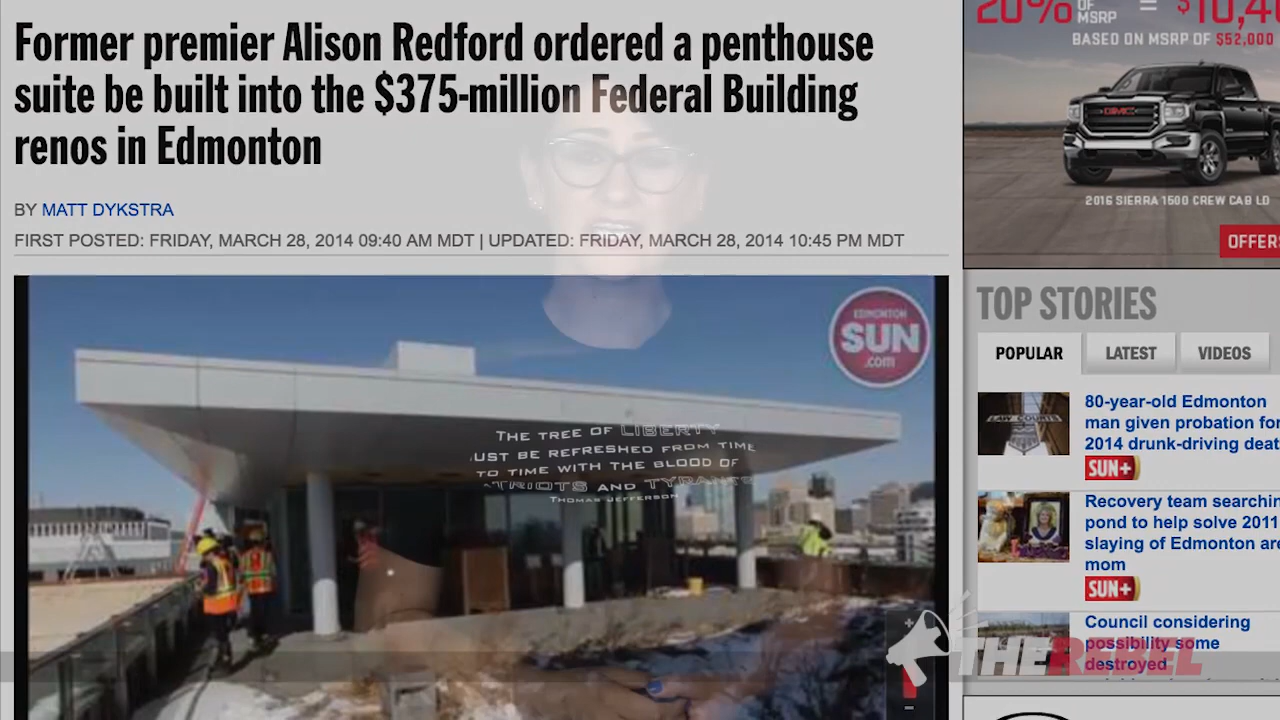 Former premier Alison Redford ordered a penthouse
suite be built into the $375-million Federal Building
renos in Edmonton
BY MATT DYKSTRA
FIRST POSTED: FRIDAY, MARCH 28, 2014 09:40 AM MDT | UPDATED: FRIDAY, MARCH 28, 2014 10:45 PM MDT
EDMONTON
SUN
.com
THE TREE OF LIBERTY
UST BE REFRESHED FROM TIME
TO TIME WITH THE BLOOD OF
TRIOTS AND TYRANTS
THOMAS JEFFERSON
20% OF MSRP = $10,4
BASED ON MSRP OF $52,000
GMC
2016 SIERRA 1500 CREW CAB LD
OFFERS
TOP STORIES
POPULAR LATEST VIDEOS
LAW COURTS
80-year-old Edmonton
man given probation for
2014 drunk-driving deat
SUN+
Recovery team searchin
pond to help solve 2011
slaying of Edmonton are
mom
SUN+
Council considering
possibility some
destroyed
THE REBEL